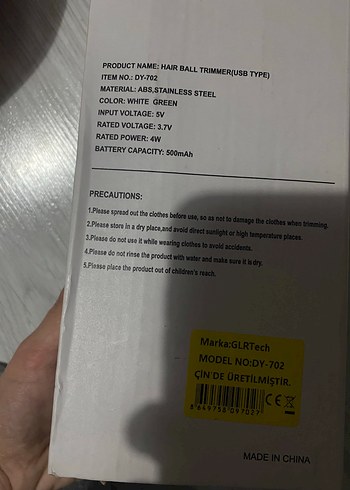 PRODUCT NAME: HAIR BALL TRIMMER(USB TYPE)
ITEM NO.: DY-702
MATERIAL: ABS,STAINLESS STEEL
COLOR: WHITE GREEN
INPUT VOLTAGE: 5V
RATED VOLTAGE: 3.7V
RATED POWER: 4W
BATTERY CAPACITY: 500mAh
PRECAUTIONS:
1.Please spread out the clothes before use, so as not to damage the clothes when trimming.
2.Please store in a dry place,and avoid direct sunlight or high temperature places.
3.Please do not use it while wearing clothes to avoid accidents.
4.Please do not rinse the product with water and make sure it is dry.
5.Please place the product out of children's reach.
Marka:GLRTech
MODEL NO:DY-702
ÇİN'DE ÜRETİLMİŞTİR.
CE
8 649758 097027
MADE IN CHINA